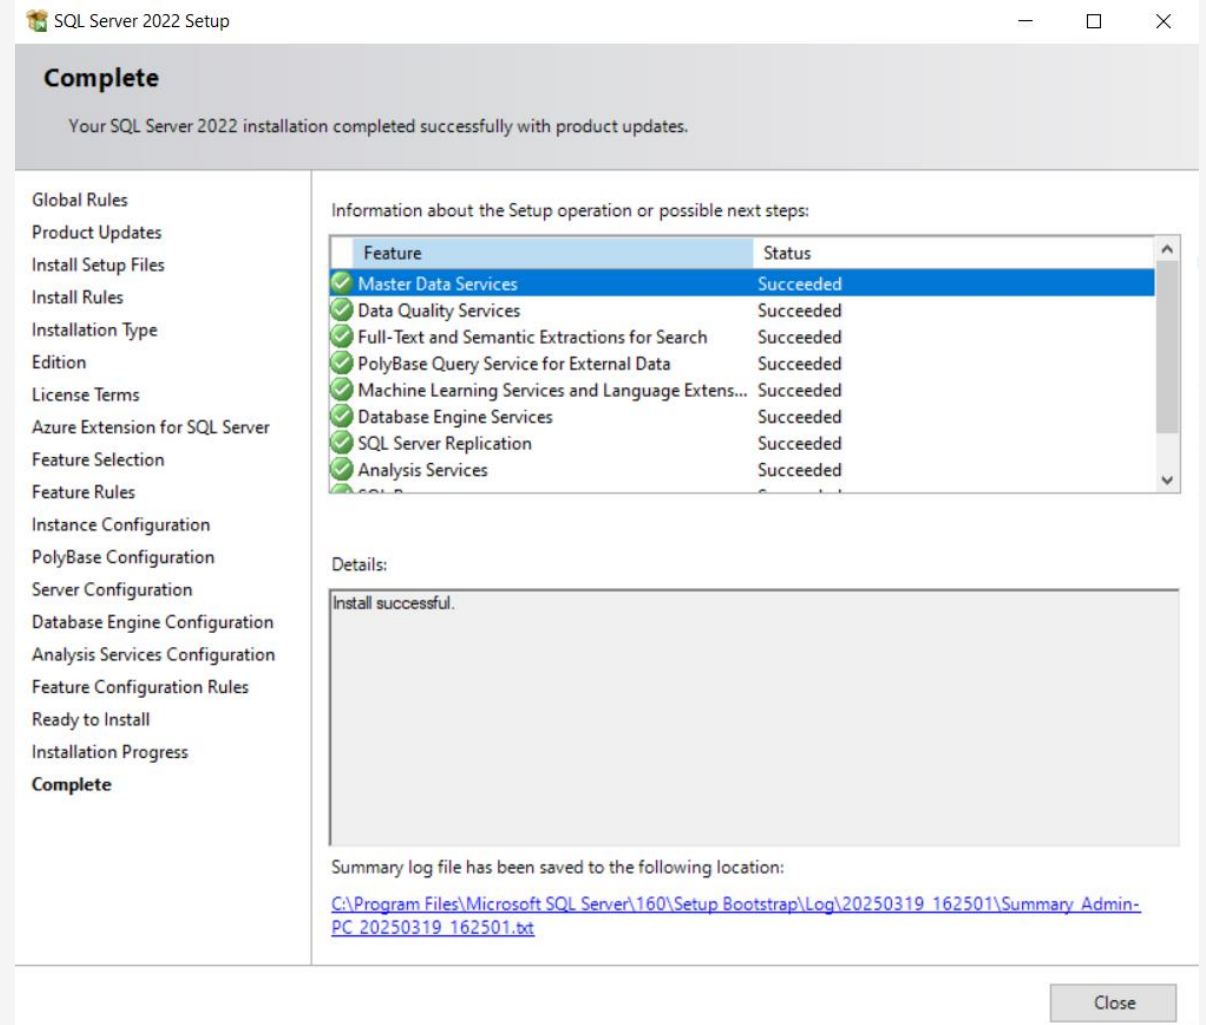 SQL Server 2022 Setup
Complete
Your SQL Server 2022 installation completed successfully with product updates.
Global Rules
Product Updates
Install Setup Files
Install Rules
Installation Type
Edition
License Terms
Azure Extension for SQL Server
Feature Selection
Feature Rules
Instance Configuration
PolyBase Configuration
Server Configuration
Database Engine Configuration
Analysis Services Configuration
Feature Configuration Rules
Ready to Install
Installation Progress
Complete
Information about the Setup operation or possible next steps:
Feature Status
Master Data Services Succeeded
Data Quality Services Succeeded
Full-Text and Semantic Extractions for Search Succeeded
PolyBase Query Service for External Data Succeeded
Machine Learning Services and Language Extens... Succeeded
Database Engine Services Succeeded
SQL Server Replication Succeeded
Analysis Services Succeeded
Details:
Install successful.
Summary log file has been saved to the following location:
C:\Program Files\Microsoft SQL Server\160\Setup Bootstrap\Log\20250319_162501\Summary_Admin-
PC_20250319_162501.txt
Close